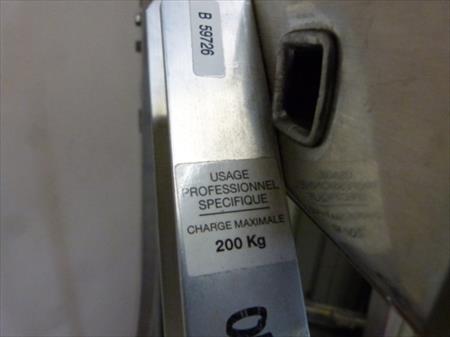 B 59726
USAGE
PROFESSIONNEL
SPECIFIQUE
CHARGE MAXIMALE
200 Kg